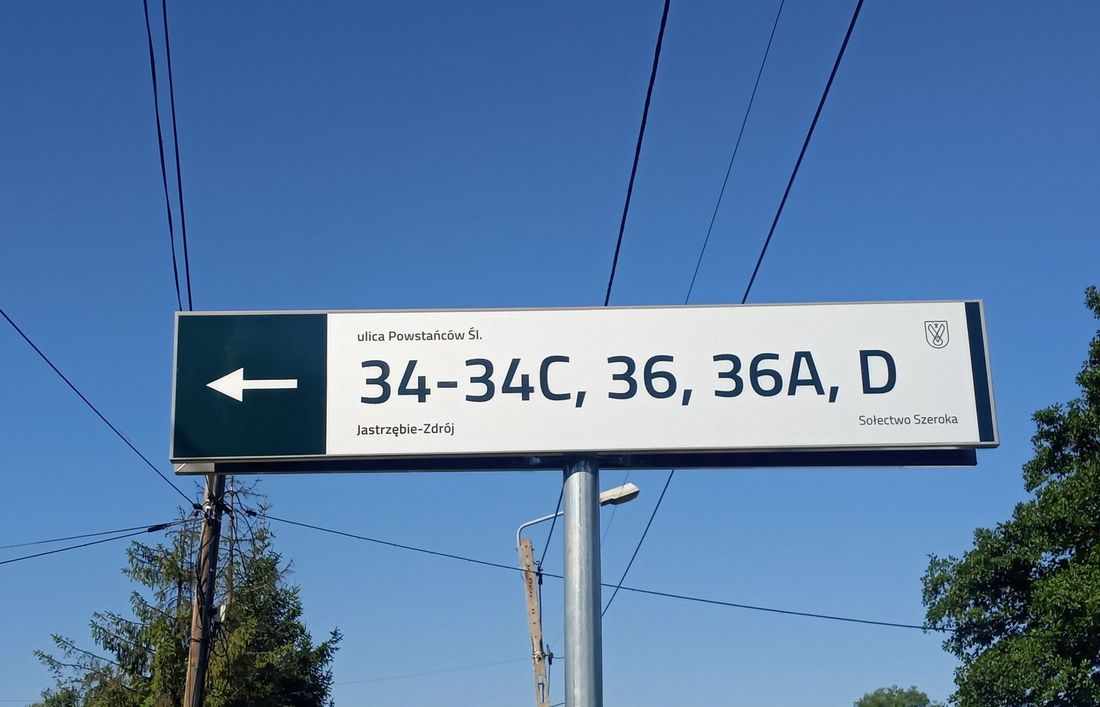 ulica Powstańców Śl.
34-34C, 36, 36A, D
Jastrzębie-Zdrój
Sołectwo Szeroka